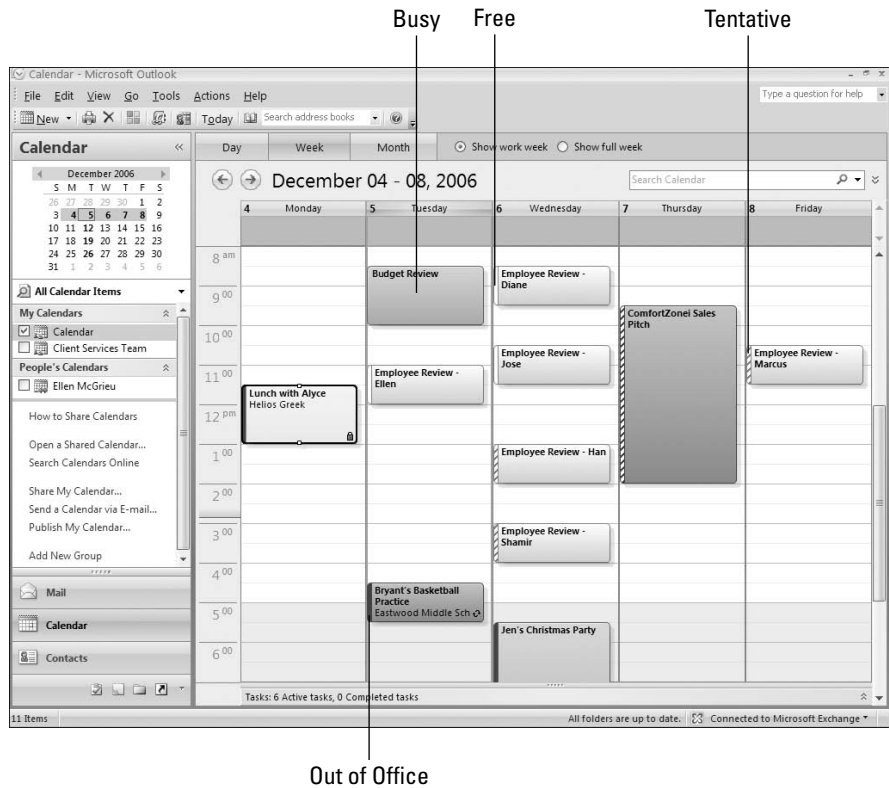 Busy Free Tentative
Calendar - Microsoft Outlook
File Edit View Go Tools Actions Help
Type a question for help
New Today Search address books
Calendar «
Day Week Month Show work week Show full week
December 2006
S M T W T F S
26 27 28 29 30 1 2
3 4 5 6 7 8 9
10 11 12 13 14 15 16
17 18 19 20 21 22 23
24 25 26 27 28 29 30
31 1 2 3 4 5 6
All Calendar Items
My Calendars
Calendar
Client Services Team
People's Calendars
Ellen McGrieu
How to Share Calendars
Open a Shared Calendar...
Search Calendars Online
Share My Calendar...
Send a Calendar via E-mail...
Publish My Calendar...
Add New Group
Mail
Calendar
Contacts
December 04 - 08, 2006
Search Calendar
4 Monday 5 Tuesday 6 Wednesday 7 Thursday 8 Friday
8 am
9 00
10 00
11 00
12 pm
1 00
2 00
3 00
4 00
5 00
6 00
Lunch with Alyce
Helios Greek
Budget Review
Employee Review -
Ellen
Bryant's Basketball
Practice
Eastwood Middle Sch
Employee Review -
Diane
Employee Review -
Jose
Employee Review - Han
Employee Review -
Shamir
Jen's Christmas Party
ComfortZonei Sales
Pitch
Employee Review -
Marcus
Tasks: 6 Active tasks, 0 Completed tasks
11 Items
All folders are up to date. Connected to Microsoft Exchange
Out of Office